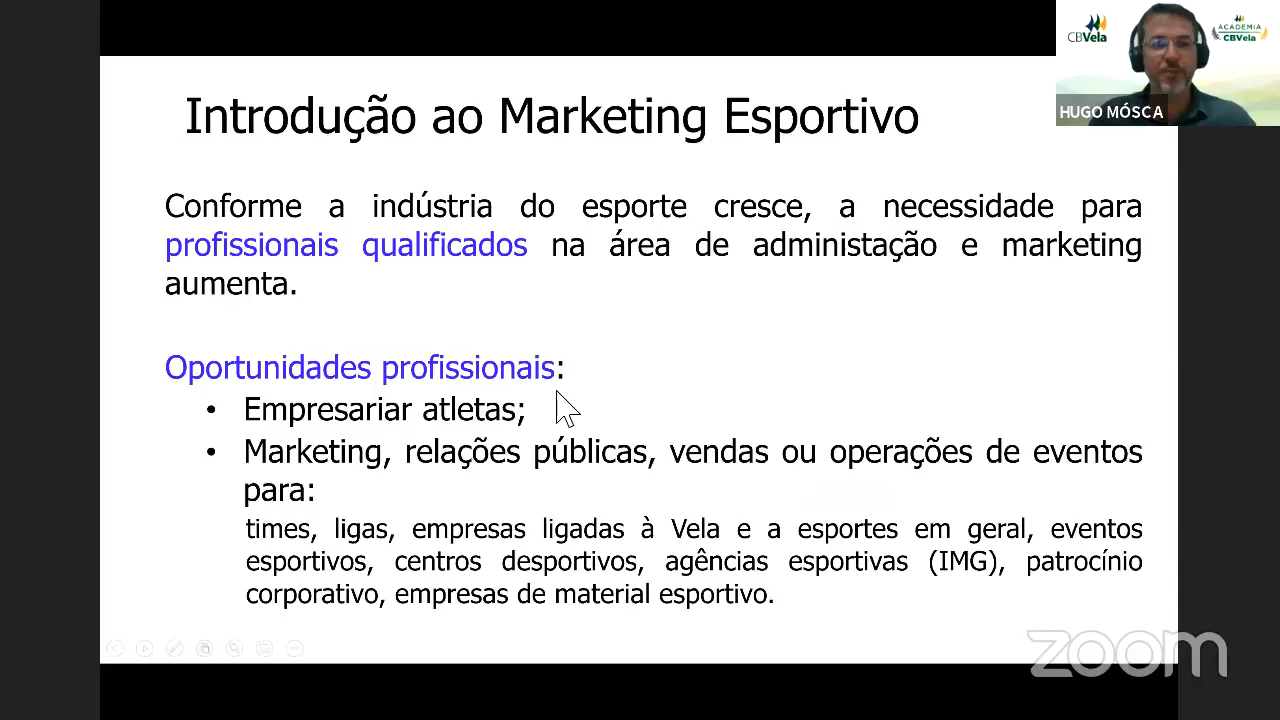 CBVela
ACADEMIA
CBVela
HUGO MÓSCA
Introdução ao Marketing Esportivo
Conforme a indústria do esporte cresce, a necessidade para
profissionais qualificados na área de administação e marketing
aumenta.
Oportunidades profissionais:
• Empresariar atletas;
• Marketing, relações públicas, vendas ou operações de eventos
para:
times, ligas, empresas ligadas à Vela e a esportes em geral, eventos
esportivos, centros desportivos, agências esportivas (IMG), patrocínio
corporativo, empresas de material esportivo.
zoom